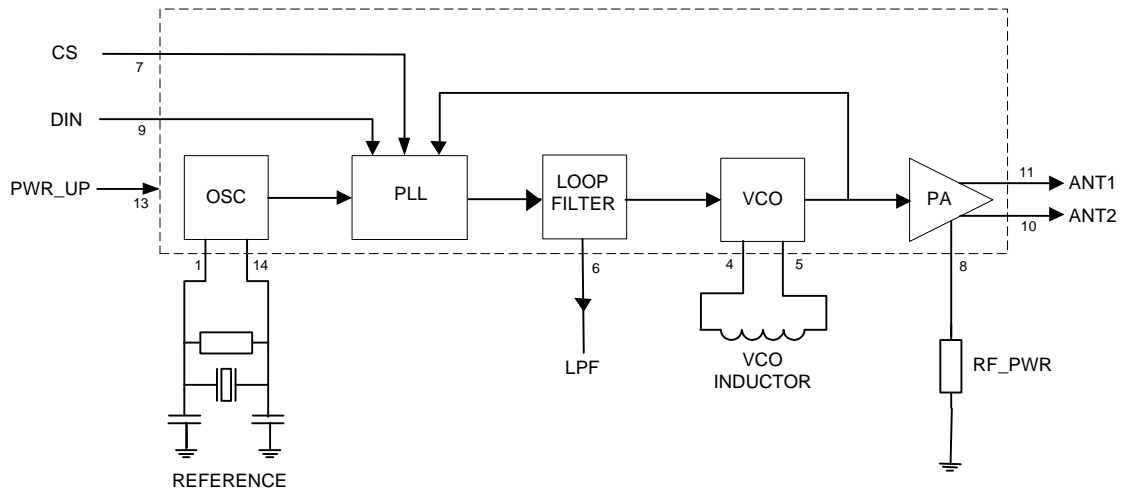 CS
7
DIN
9
PWR_UP
13
OSC
PLL
LOOP
FILTER
VCO
PA
11
ANT1
ANT2
10
1
14
6
4
5
8
LPF
VCO
INDUCTOR
RF_PWR
REFERENCE